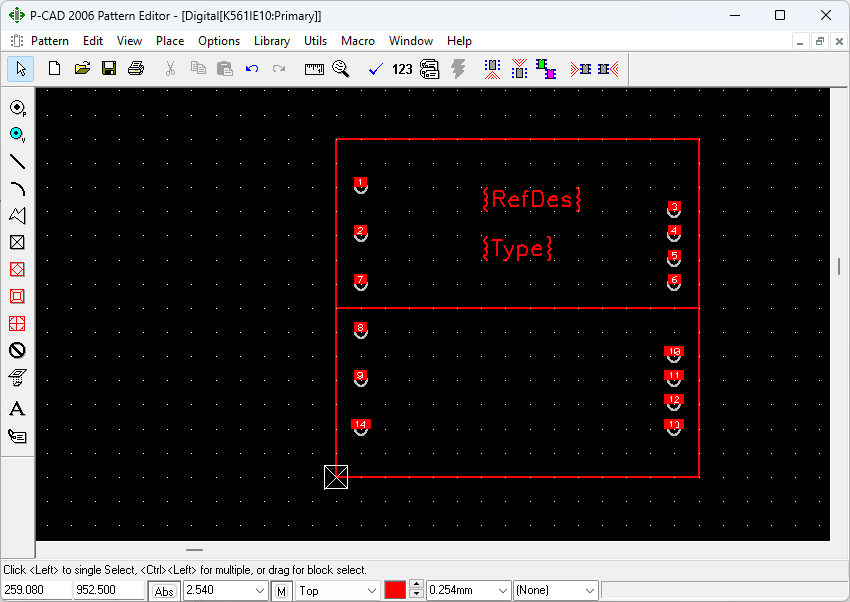 P-CAD 2006 Pattern Editor - [Digital[K561IE10:Primary]]
Pattern Edit View Place Options Library Utils Macro Window Help
123
P
V
A
1
{RefDes}
3
2
4
{Type}
5
7
6
8
10
9
11
12
14
13
Click <Left> to single Select, <Ctrl><Left> for multiple, or drag for block select.
259.080 952.500 Abs 2.540 M Top 0.254mm (None)